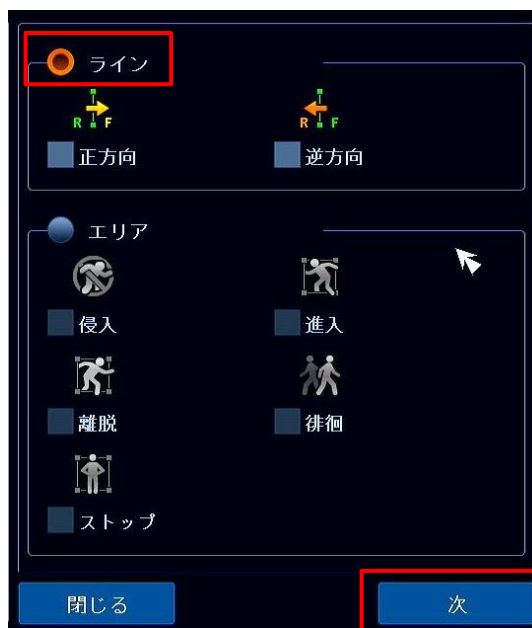 ライン
R F
R F
正方向 逆方向
エリア
侵入 進入
離脱 徘徊
ストップ
閉じる 次